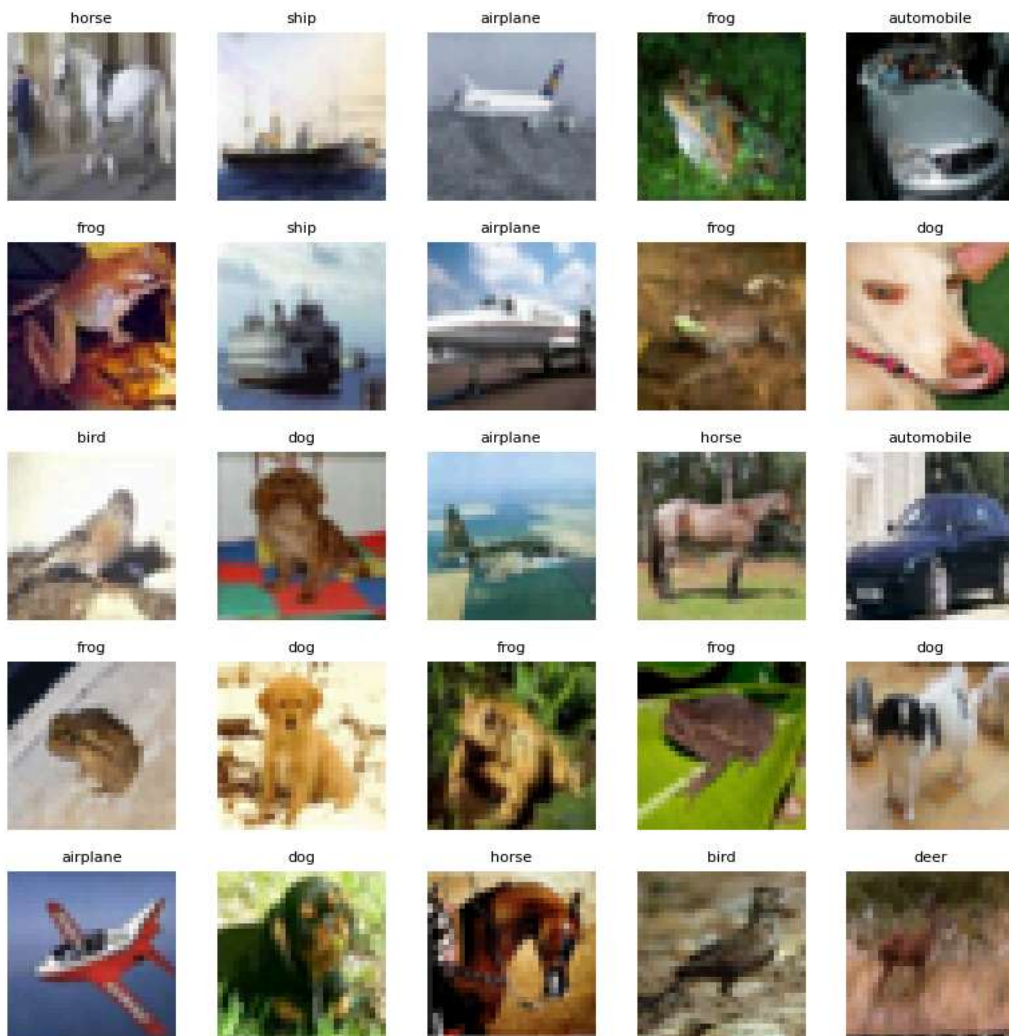 horse ship airplane frog automobile
frog ship airplane frog dog
bird dog airplane horse automobile
frog dog frog frog dog
airplane dog horse bird deer